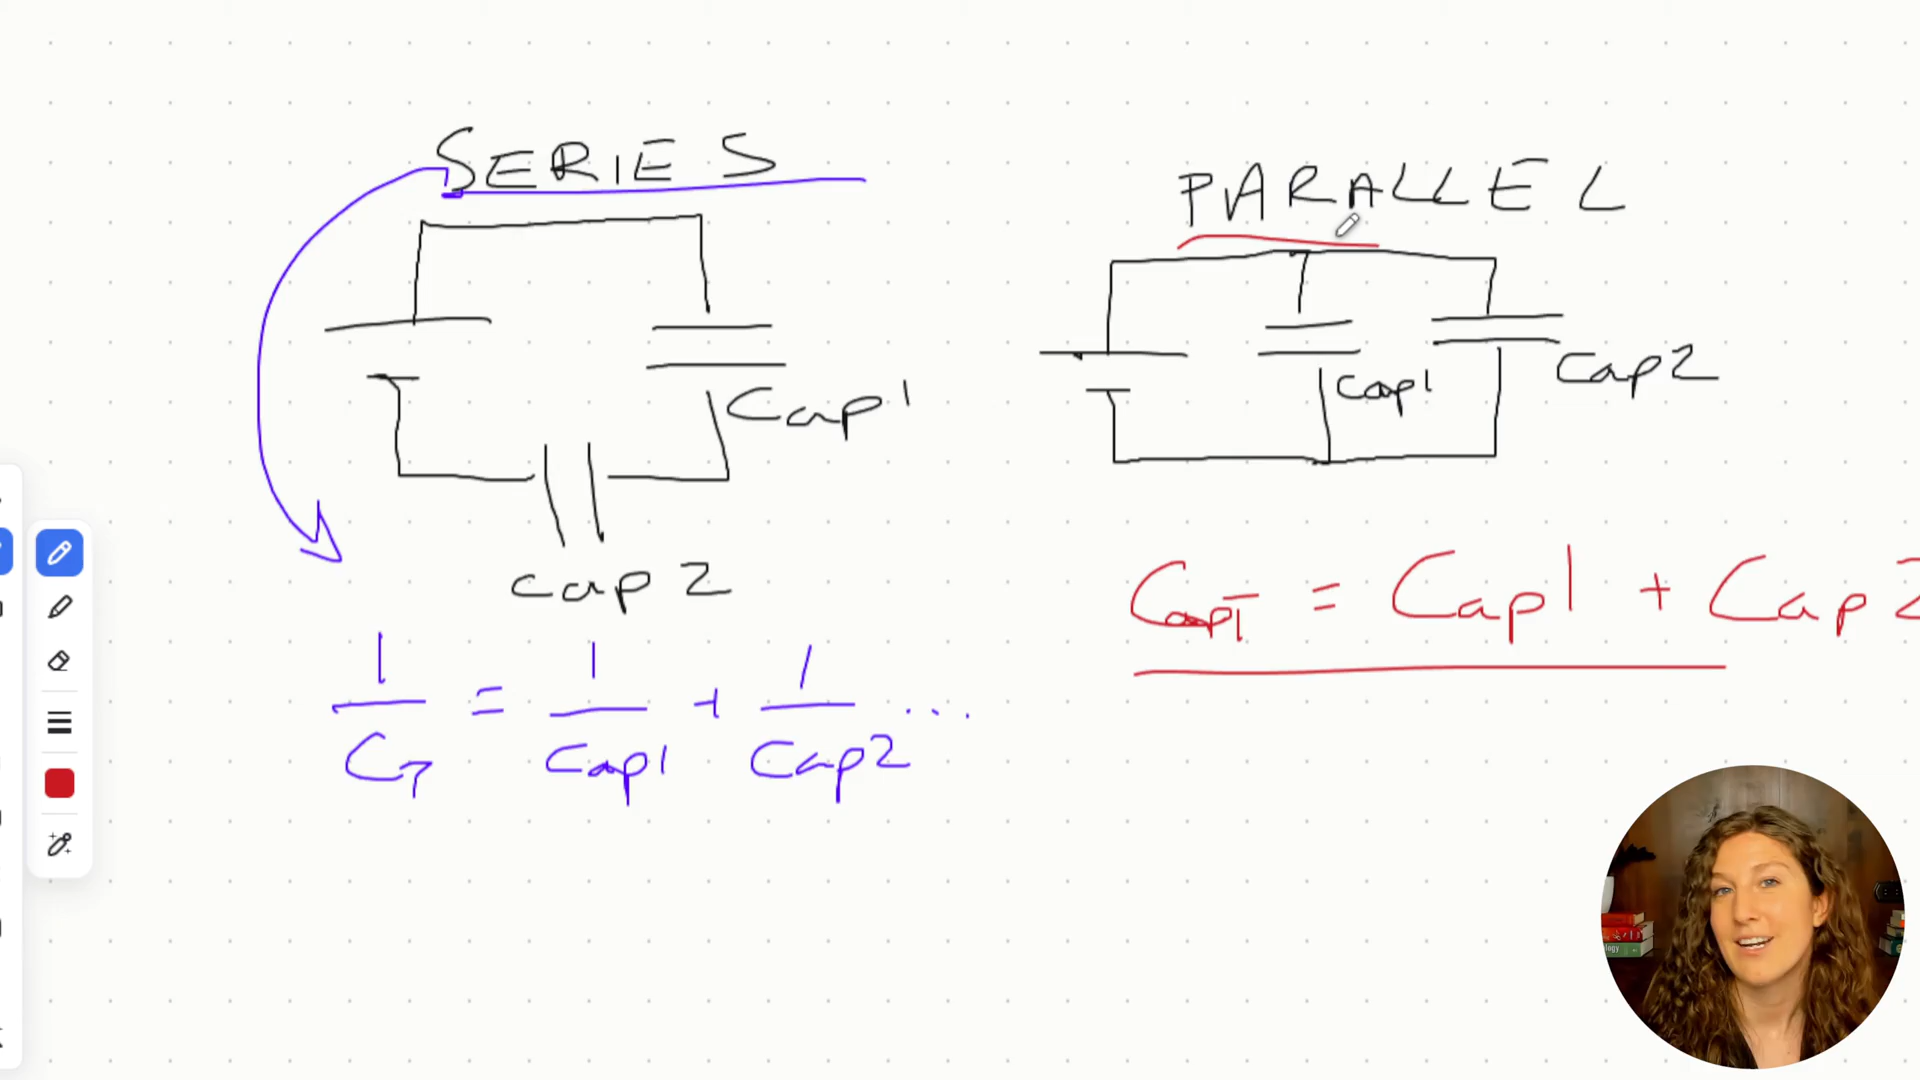 SERIES
PARALLEL
Cap1
Cap2
Cap1
Cap2
CapT = Cap1 + Cap 2
1/CT = 1/Cap1 + 1/Cap2 ...